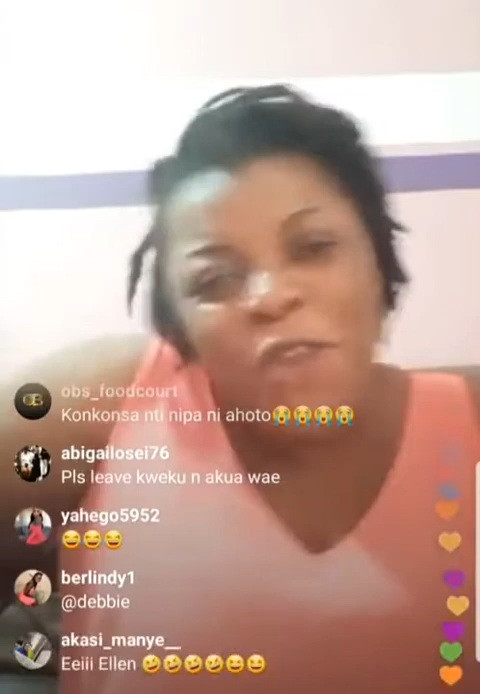 obs_foodcourt
Konkonsa nti nipa ni ahoto😭😭😭😭
abigailosei76
Pls leave kweku n akua wae
yahego5952
😂😂😂
berlindy1
@debbie
akasi_manye__
Eeiii Ellen 🤣🤣🤣🤣😂😂